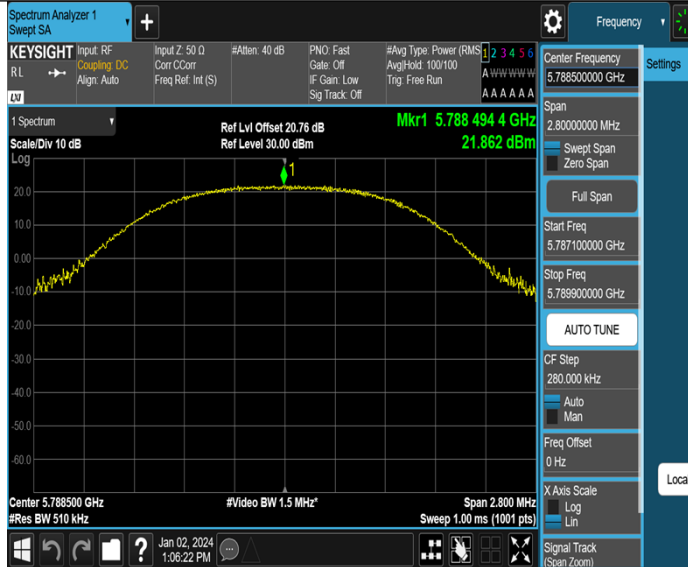 Spectrum Analyzer 1
Swept SA
Frequency
KEYSIGHT
RL
LXI
Input: RF
Coupling: DC
Align: Auto
Input Z: 50 Ω
Corr CCorr
Freq Ref: Int (S)
#Atten: 40 dB
PNO: Fast
Gate: Off
IF Gain: Low
Sig Track: Off
#Avg Type: Power (RMS
Avg|Hold: 100/100
Trig: Free Run
1 2 3 4 5 6
A W W W W W
A A A A A A
Center Frequency
5.788500000 GHz
Settings
Span
2.80000000 MHz
Swept Span
Zero Span
Full Span
Start Freq
5.787100000 GHz
Stop Freq
5.789900000 GHz
AUTO TUNE
CF Step
280.000 kHz
Auto
Man
Freq Offset
0 Hz
X Axis Scale
Log
Lin
Loca
Signal Track
(Span Zoom)
1 Spectrum
Scale/Div 10 dB
Log
Ref Lvl Offset 20.76 dB
Ref Level 30.00 dBm
Mkr1 5.788 494 4 GHz
21.862 dBm
1
20.0
10.0
0.00
-10.0
-20.0
-30.0
-40.0
-50.0
-60.0
Center 5.788500 GHz
#Res BW 510 kHz
#Video BW 1.5 MHz*
Span 2.800 MHz
Sweep 1.00 ms (1001 pts)
?
Jan 02, 2024
1:06:22 PM